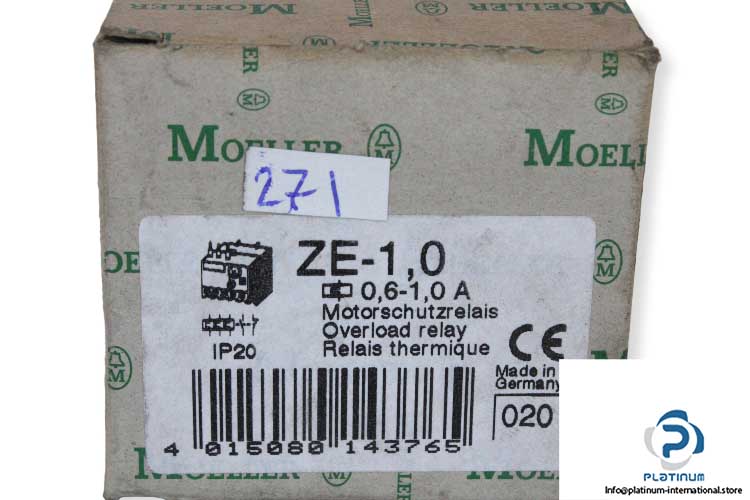 MOELLER
MOELLER
271
ZE-1,0
0,6-1,0 A
Motorschutzrelais
Overload relay
Relais thermique
IP20
CE
Made in
Germany
020
4 015080 143765
MOELLER
PLATINUM
info@platinum-international.store